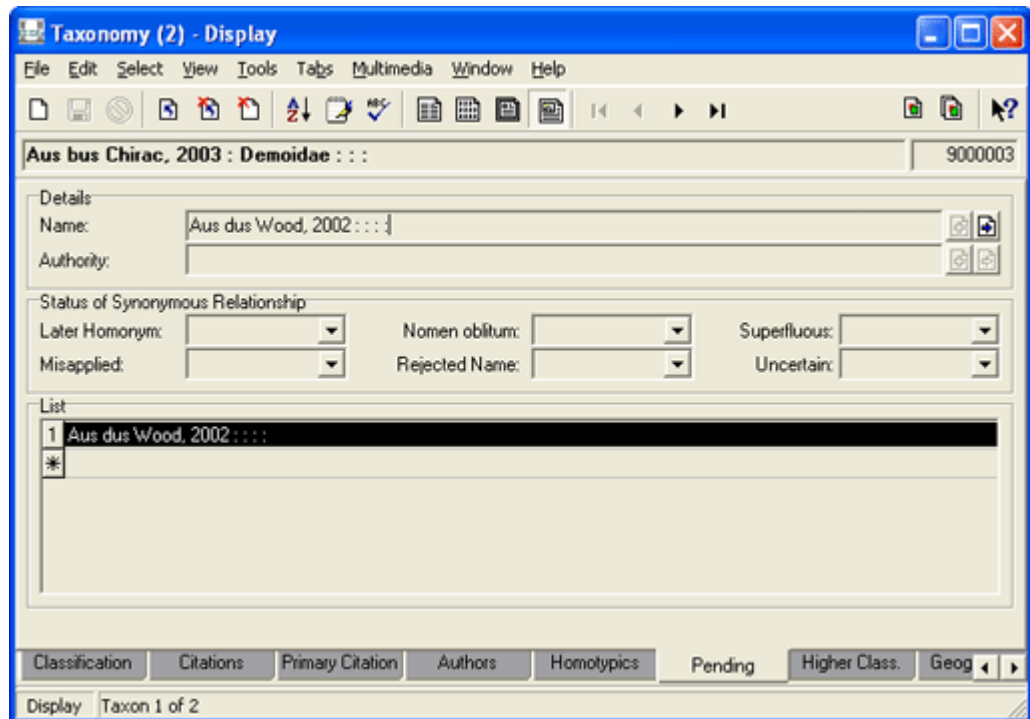 Taxonomy (2) - Display
File Edit Select View Tools Tabs Multimedia Window Help
Aus bus Chirac, 2003 : Demoidae : : : 9000003
Details
Name: Aus dus Wood, 2002 : : : :
Authority:
Status of Synonymous Relationship
Later Homonym: Nomen oblitum: Superfluous:
Misapplied: Rejected Name: Uncertain:
List
1 Aus dus Wood, 2002 : : : :
Classification Citations Primary Citation Authors Homotypics Pending Higher Class. Geog
Display Taxon 1 of 2